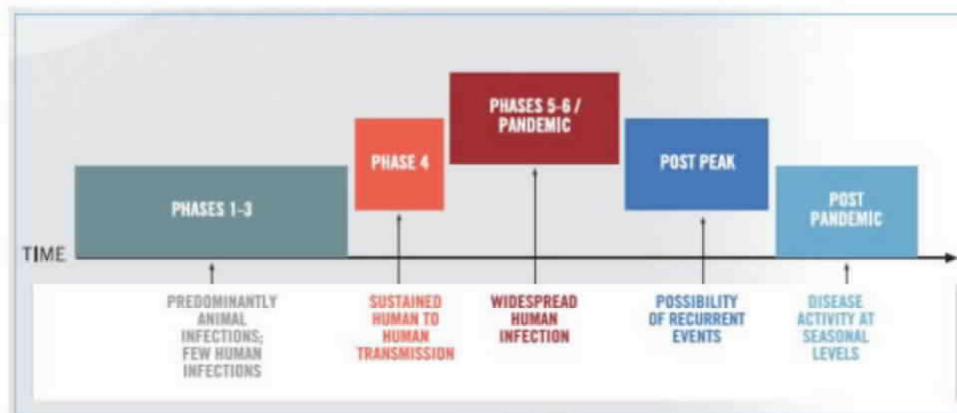 PHASES 5-6 /
PANDEMIC
PHASE 4
POST PEAK
PHASES 1-3
POST
PANDEMIC
TIME
PREDOMINANTLY
ANIMAL
INFECTIONS;
FEW HUMAN
INFECTIONS
SUSTAINED
HUMAN TO
HUMAN
TRANSMISSION
WIDESPREAD
HUMAN
INFECTION
POSSIBILITY
OF RECURRENT
EVENTS
DISEASE
ACTIVITY AT
SEASONAL
LEVELS